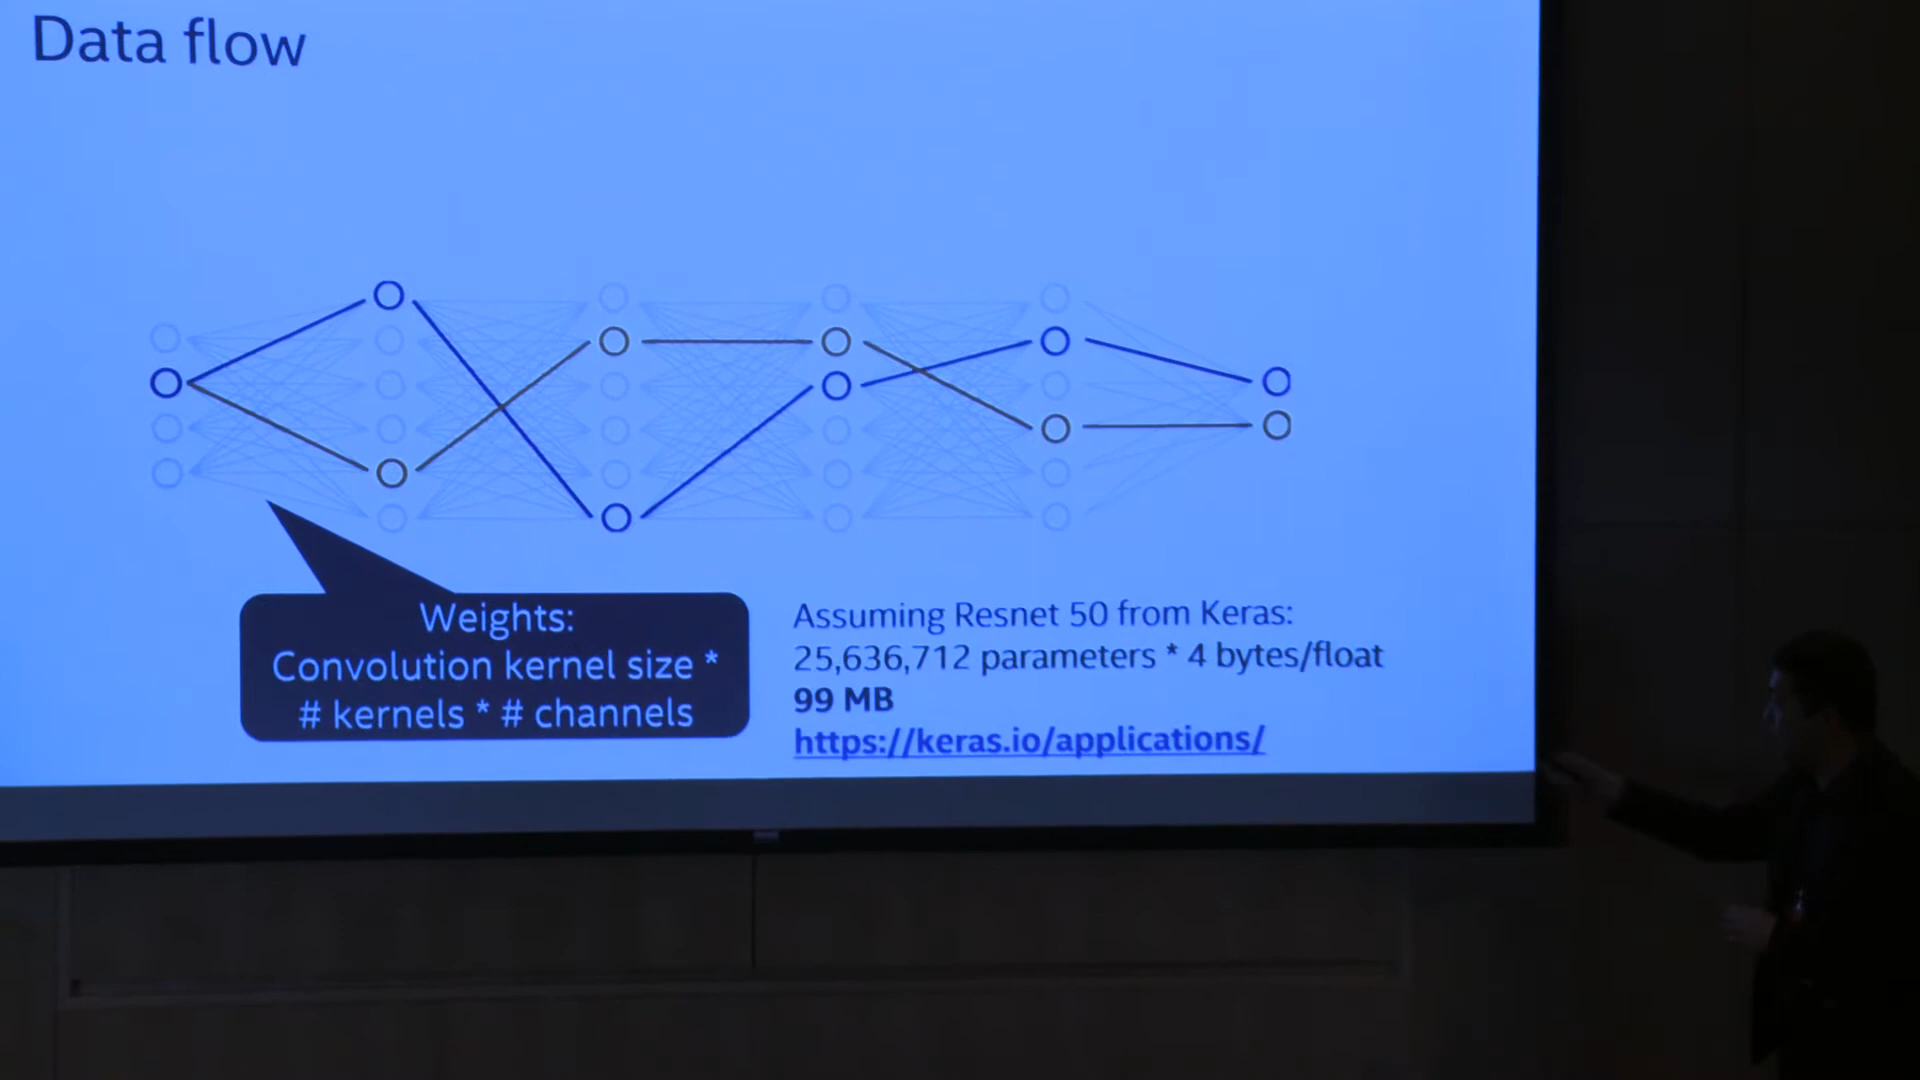 Data flow
Weights:
Convolution kernel size *
# kernels * # channels
Assuming Resnet 50 from Keras:
25,636,712 parameters * 4 bytes/float
99 MB
https://keras.io/applications/